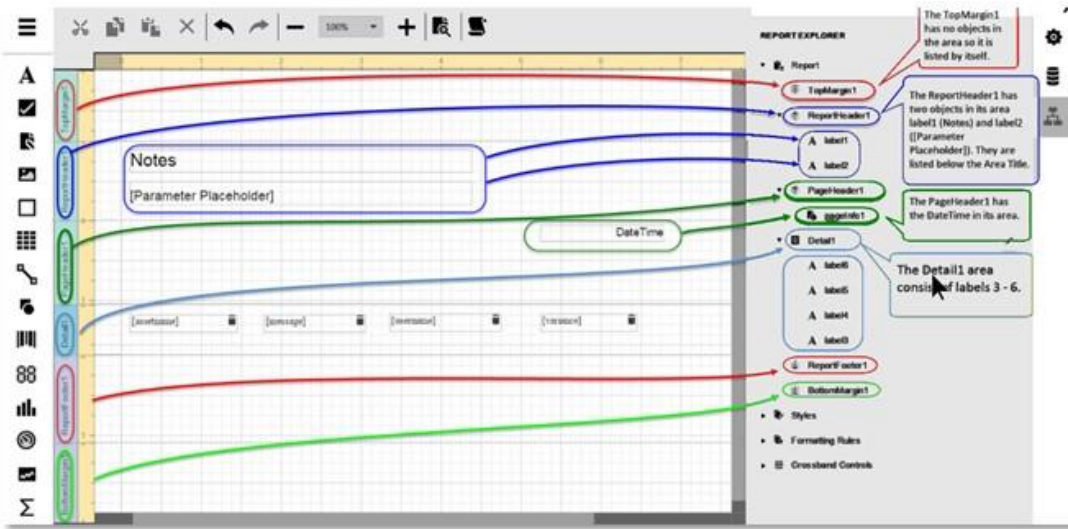 100%
REPORT EXPLORER
Report
TopMargin1
ReportHeader1
label1
label2
PageHeader1
pageInfo1
Detail1
label6
label5
label4
label3
ReportFooter1
BottomMargin1
Styles
Formatting Rules
Crossband Controls
The TopMargin1
has no objects in
the area so it is
listed by itself.
The ReportHeader1 has
two objects in its area
label1 (Notes) and label2
([Parameter
Placeholder]). They are
listed below the Area Title.
The PageHeader1 has
the DateTime in its area.
The Detail1 area
consist of labels 3 - 6.
TopMargin1
ReportHeader1
PageHeader1
Detail1
ReportFooter1
BottomMargin1
Notes
[Parameter Placeholder]
DateTime
[message]
[username]